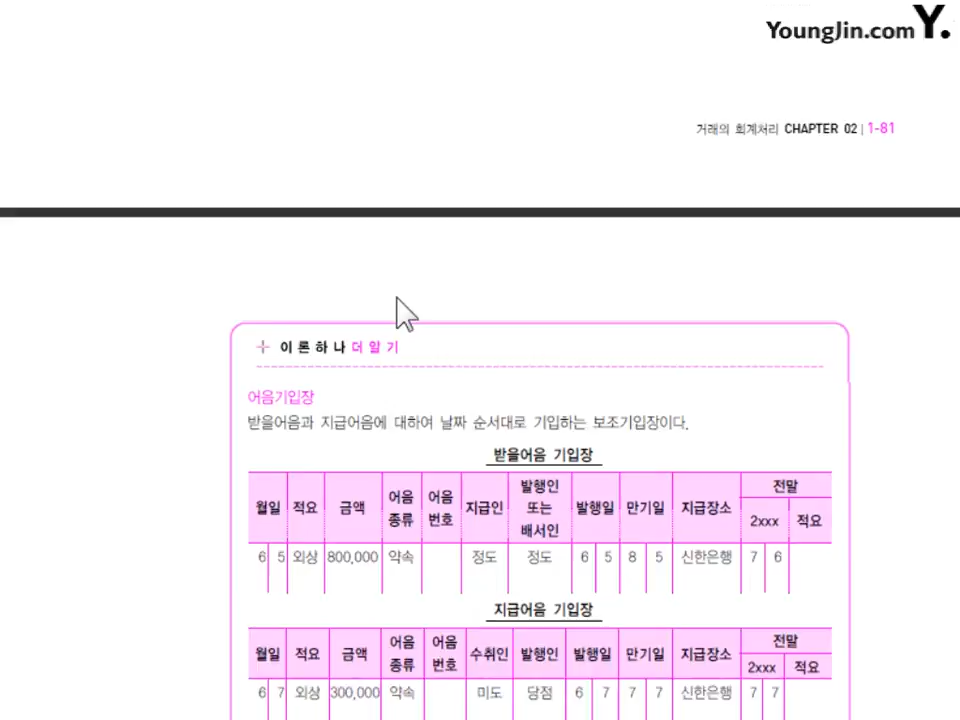 YoungJin.com Y.
거래의 회계처리 CHAPTER 02 | 1-81
이론하나 더알기
어음기입장
받을어음과 지급어음에 대하여 날짜 순서대로 기입하는 보조기입장이다.
받을어음 기입장
월일 적요 금액 어음 종류 어음 번호 지급인 발행인 또는 배서인 발행일 만기일 지급장소 전말 2xxx 적요
6 5 외상 800,000 약속 정도 정도 6 5 8 5 신한은행 7 6
지급어음 기입장
월일 적요 금액 어음 종류 어음 번호 수취인 발행인 발행일 만기일 지급장소 전말 2xxx 적요
6 7 외상 300,000 약속 미도 당점 6 7 7 7 신한은행 7 7